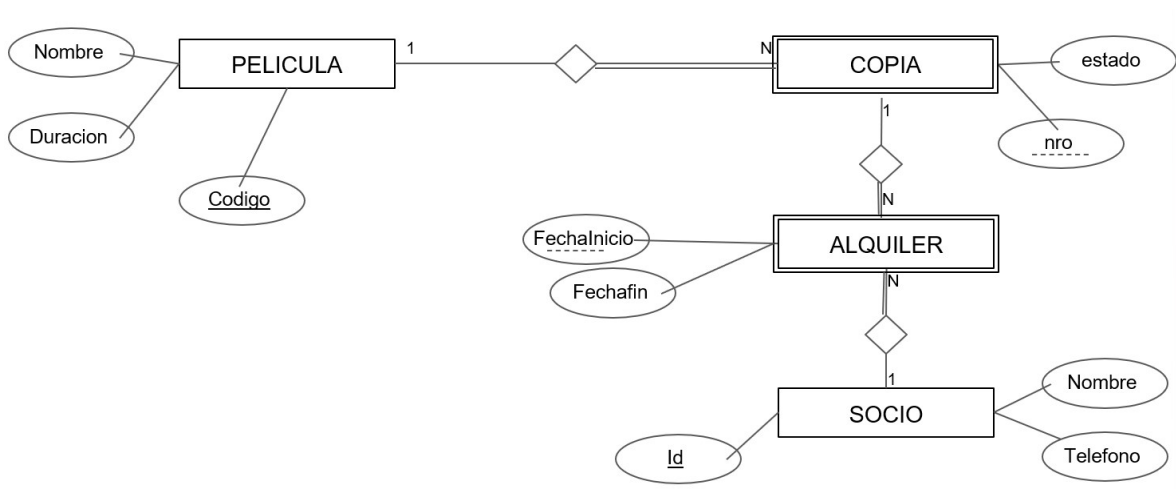 Nombre
PELICULA
1
N
COPIA
estado
Duracion
1
nro
Codigo
N
FechaInicio
ALQUILER
Fechafin
N
1
Nombre
SOCIO
Id
Telefono